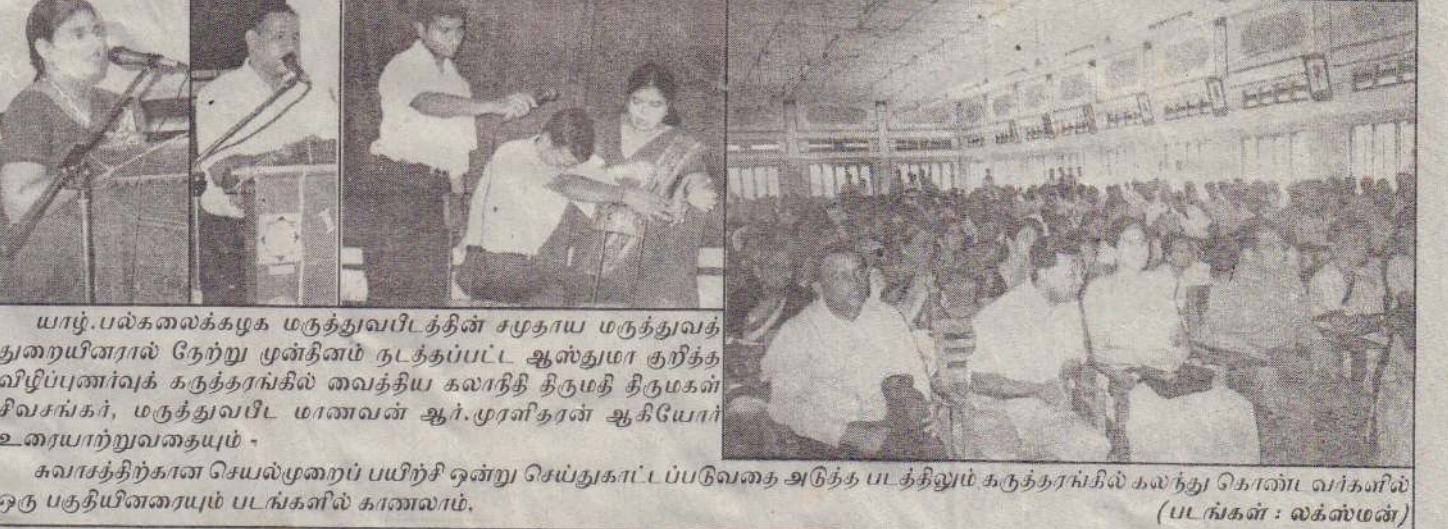 யாழ்.பல்கலைக்கழக மருத்துவபீடத்தின் சமுதாய மருத்துவத்
துறையினரால் நேற்று முன்தினம் நடத்தப்பட்ட ஆஸ்துமா குறித்த
விழிப்புணர்வுக் கருத்தரங்கில் வைத்திய கலாநிதி திருமதி திருமகள்
சிவசங்கர், மருத்துவபீட மாணவன் ஆர்.முரளிதரன் ஆகியோர்
உரையாற்றுவதையும் -
சுவாசத்திற்கான செயல்முறைப் பயிற்சி ஒன்று செய்துகாட்டப்படுவதை அடுத்த படத்திலும் கருத்தரங்கில் கலந்து கொண்டவர்களில்
ஒரு பகுதியினரையும் படங்களில் காணலாம்.
(படங்கள் : லக்ஸ்மன்)